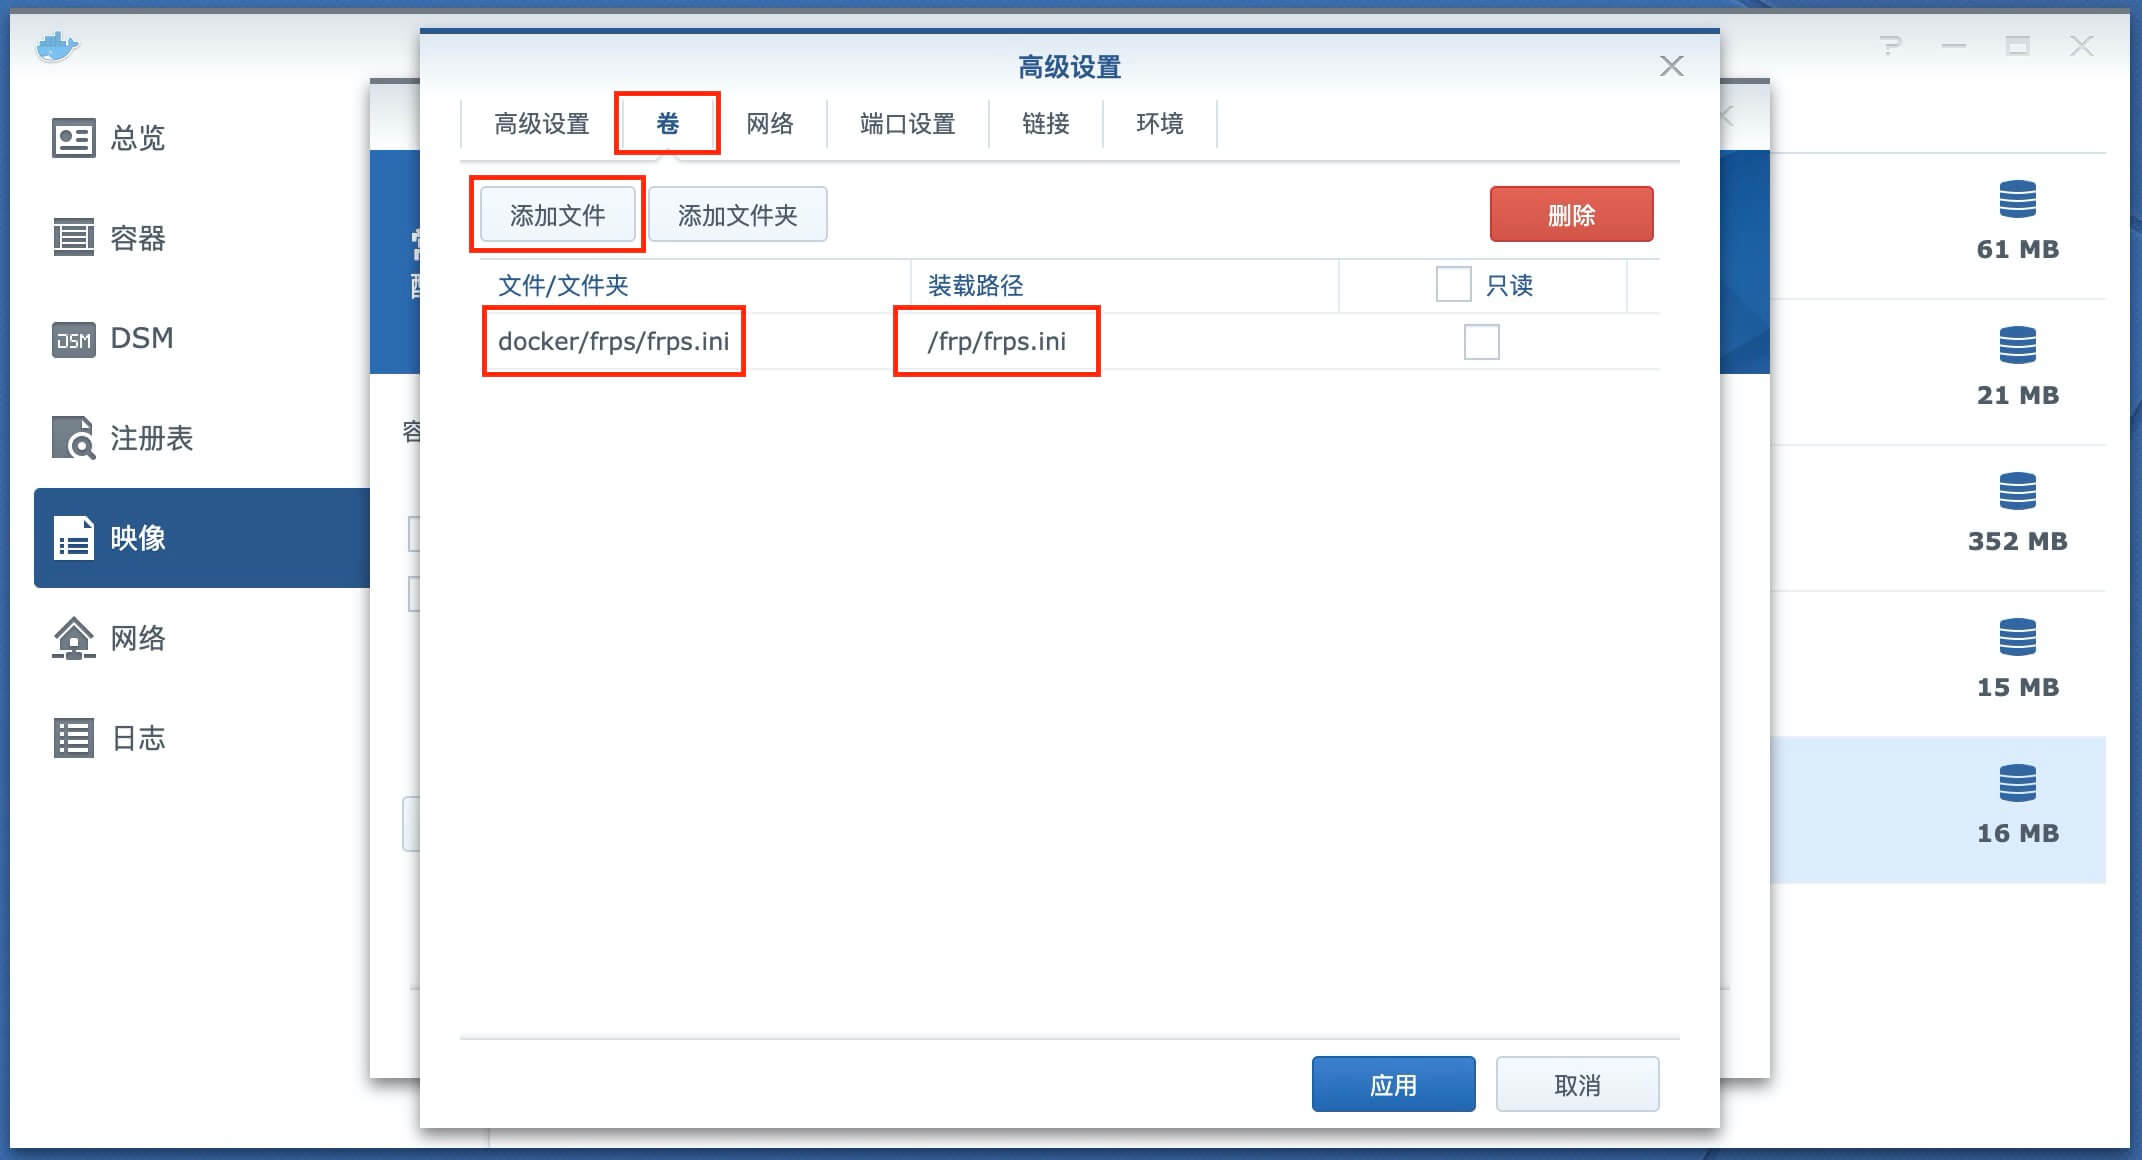 高级设置
高级设置 卷 网络 端口设置 链接 环境
添加文件 添加文件夹 删除
文件/文件夹 装载路径 只读
docker/frps/frps.ini /frp/frps.ini
应用 取消
总览
容器
DSM
DSM
注册表
映像
网络
日志
容
61 MB
21 MB
352 MB
15 MB
16 MB